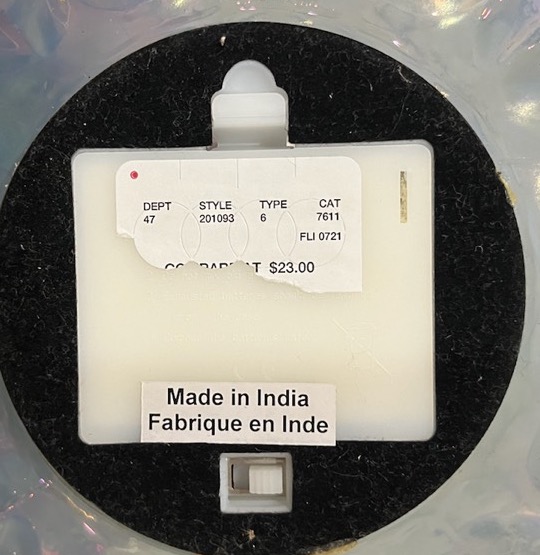 DEPT STYLE TYPE CAT
47 201093 6 7611
FLI 0721
$23.00
Made in India
Fabrique en Inde